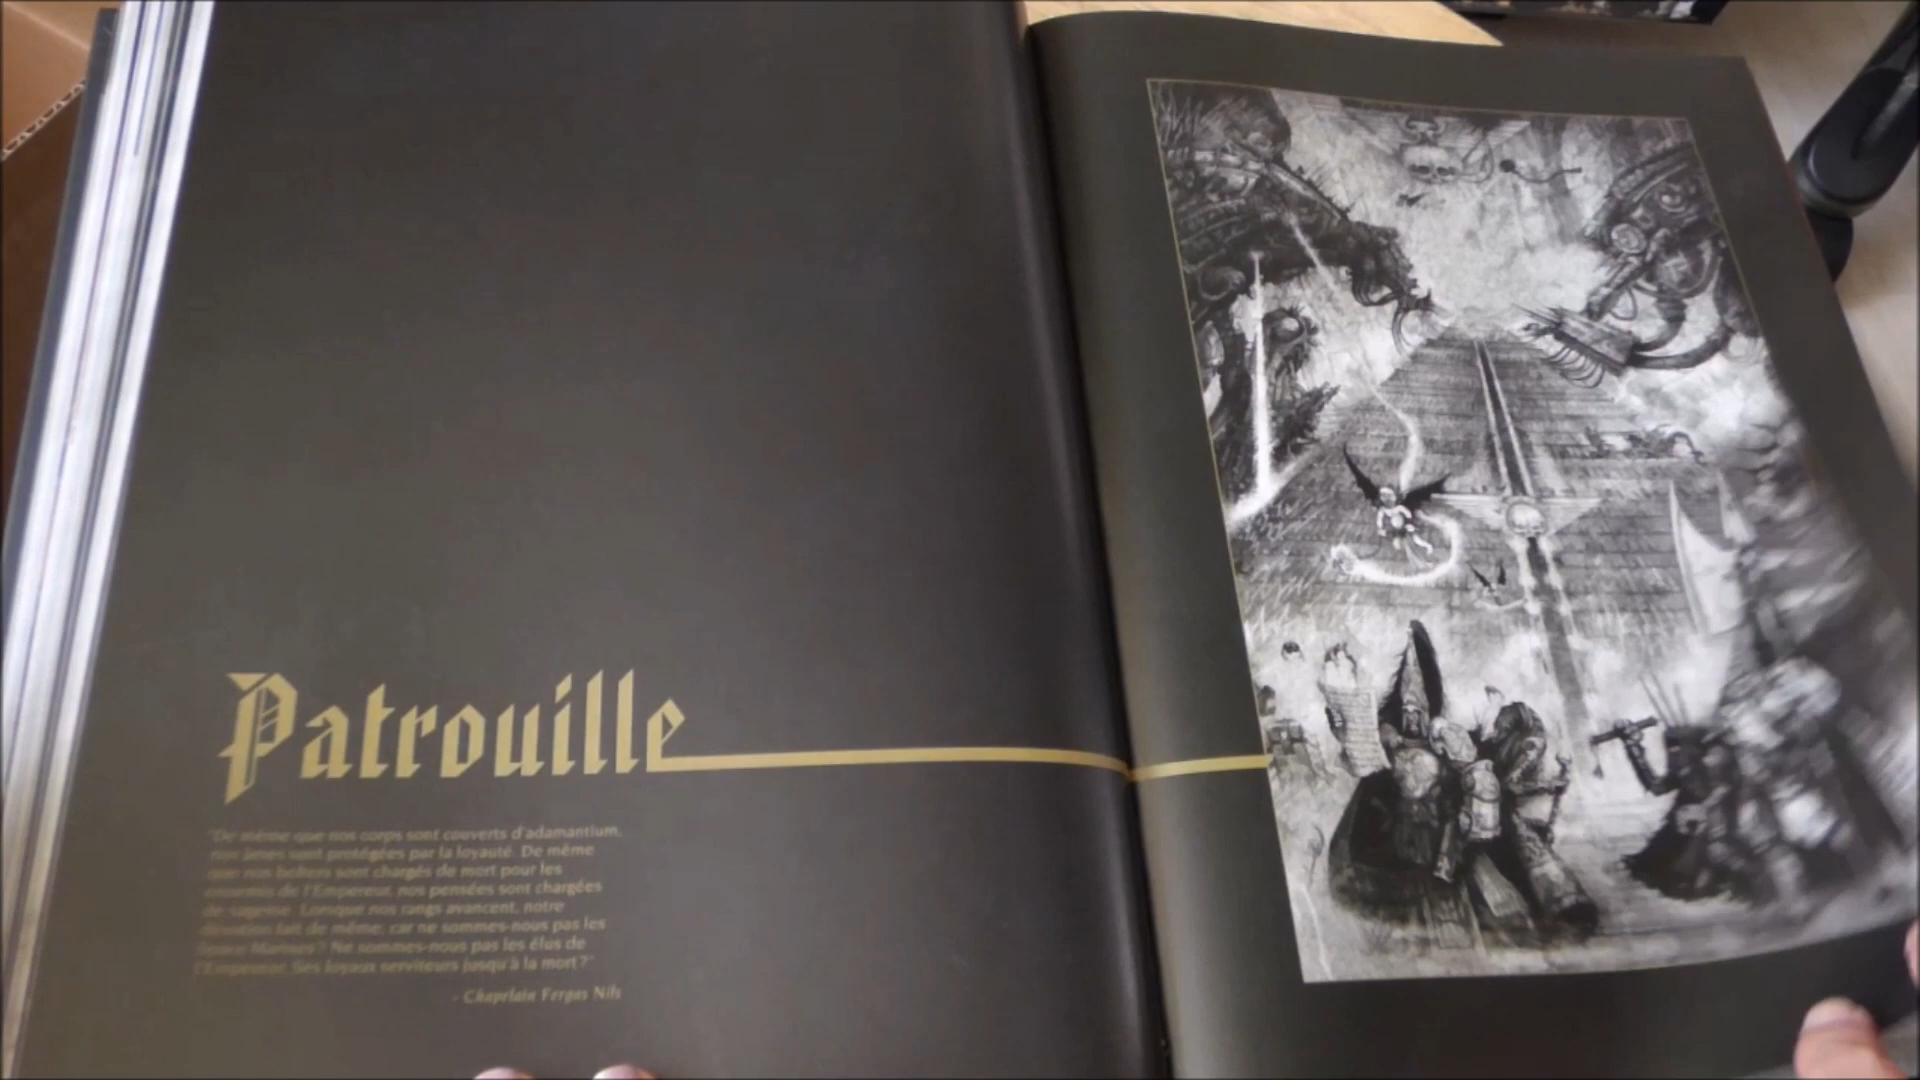 Patrouille
"De même que nos corps sont couverts d'adamantium,
nos âmes sont protégées par la loyauté. De même
que nos bolters sont chargés de mort pour les
ennemis de l'Empereur, nos pensées sont chargées
de sagesse. Lorsque nos rangs avancent, notre
dévotion fait de même, car ne sommes-nous pas les
Space Marines ? Ne sommes-nous pas les élus de
l'Empereur, Ses loyaux serviteurs jusqu'à la mort ?"
- Chapelain Fergas Nils